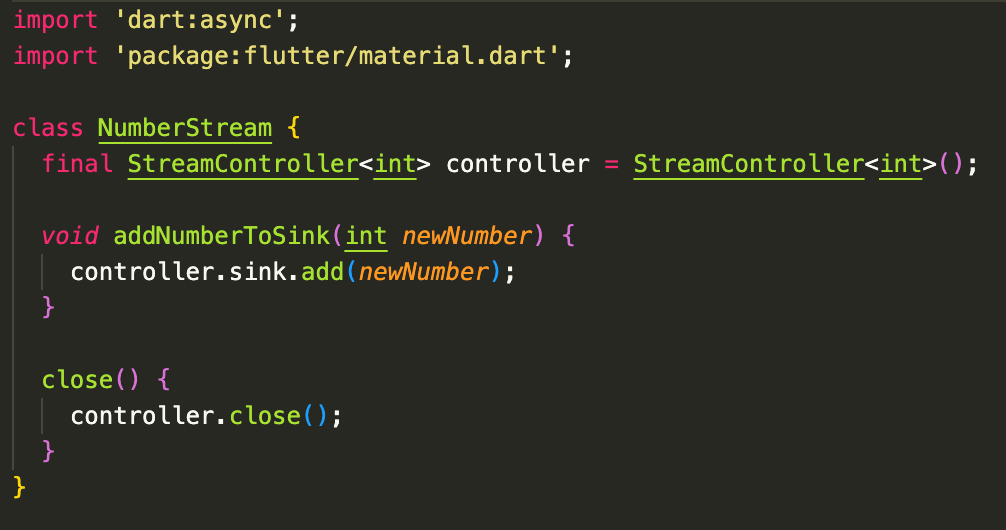 import 'dart:async';
import 'package:flutter/material.dart';

class NumberStream {
  final StreamController<int> controller = StreamController<int>();

  void addNumberToSink(int newNumber) {
    controller.sink.add(newNumber);
  }

  close() {
    controller.close();
  }
}